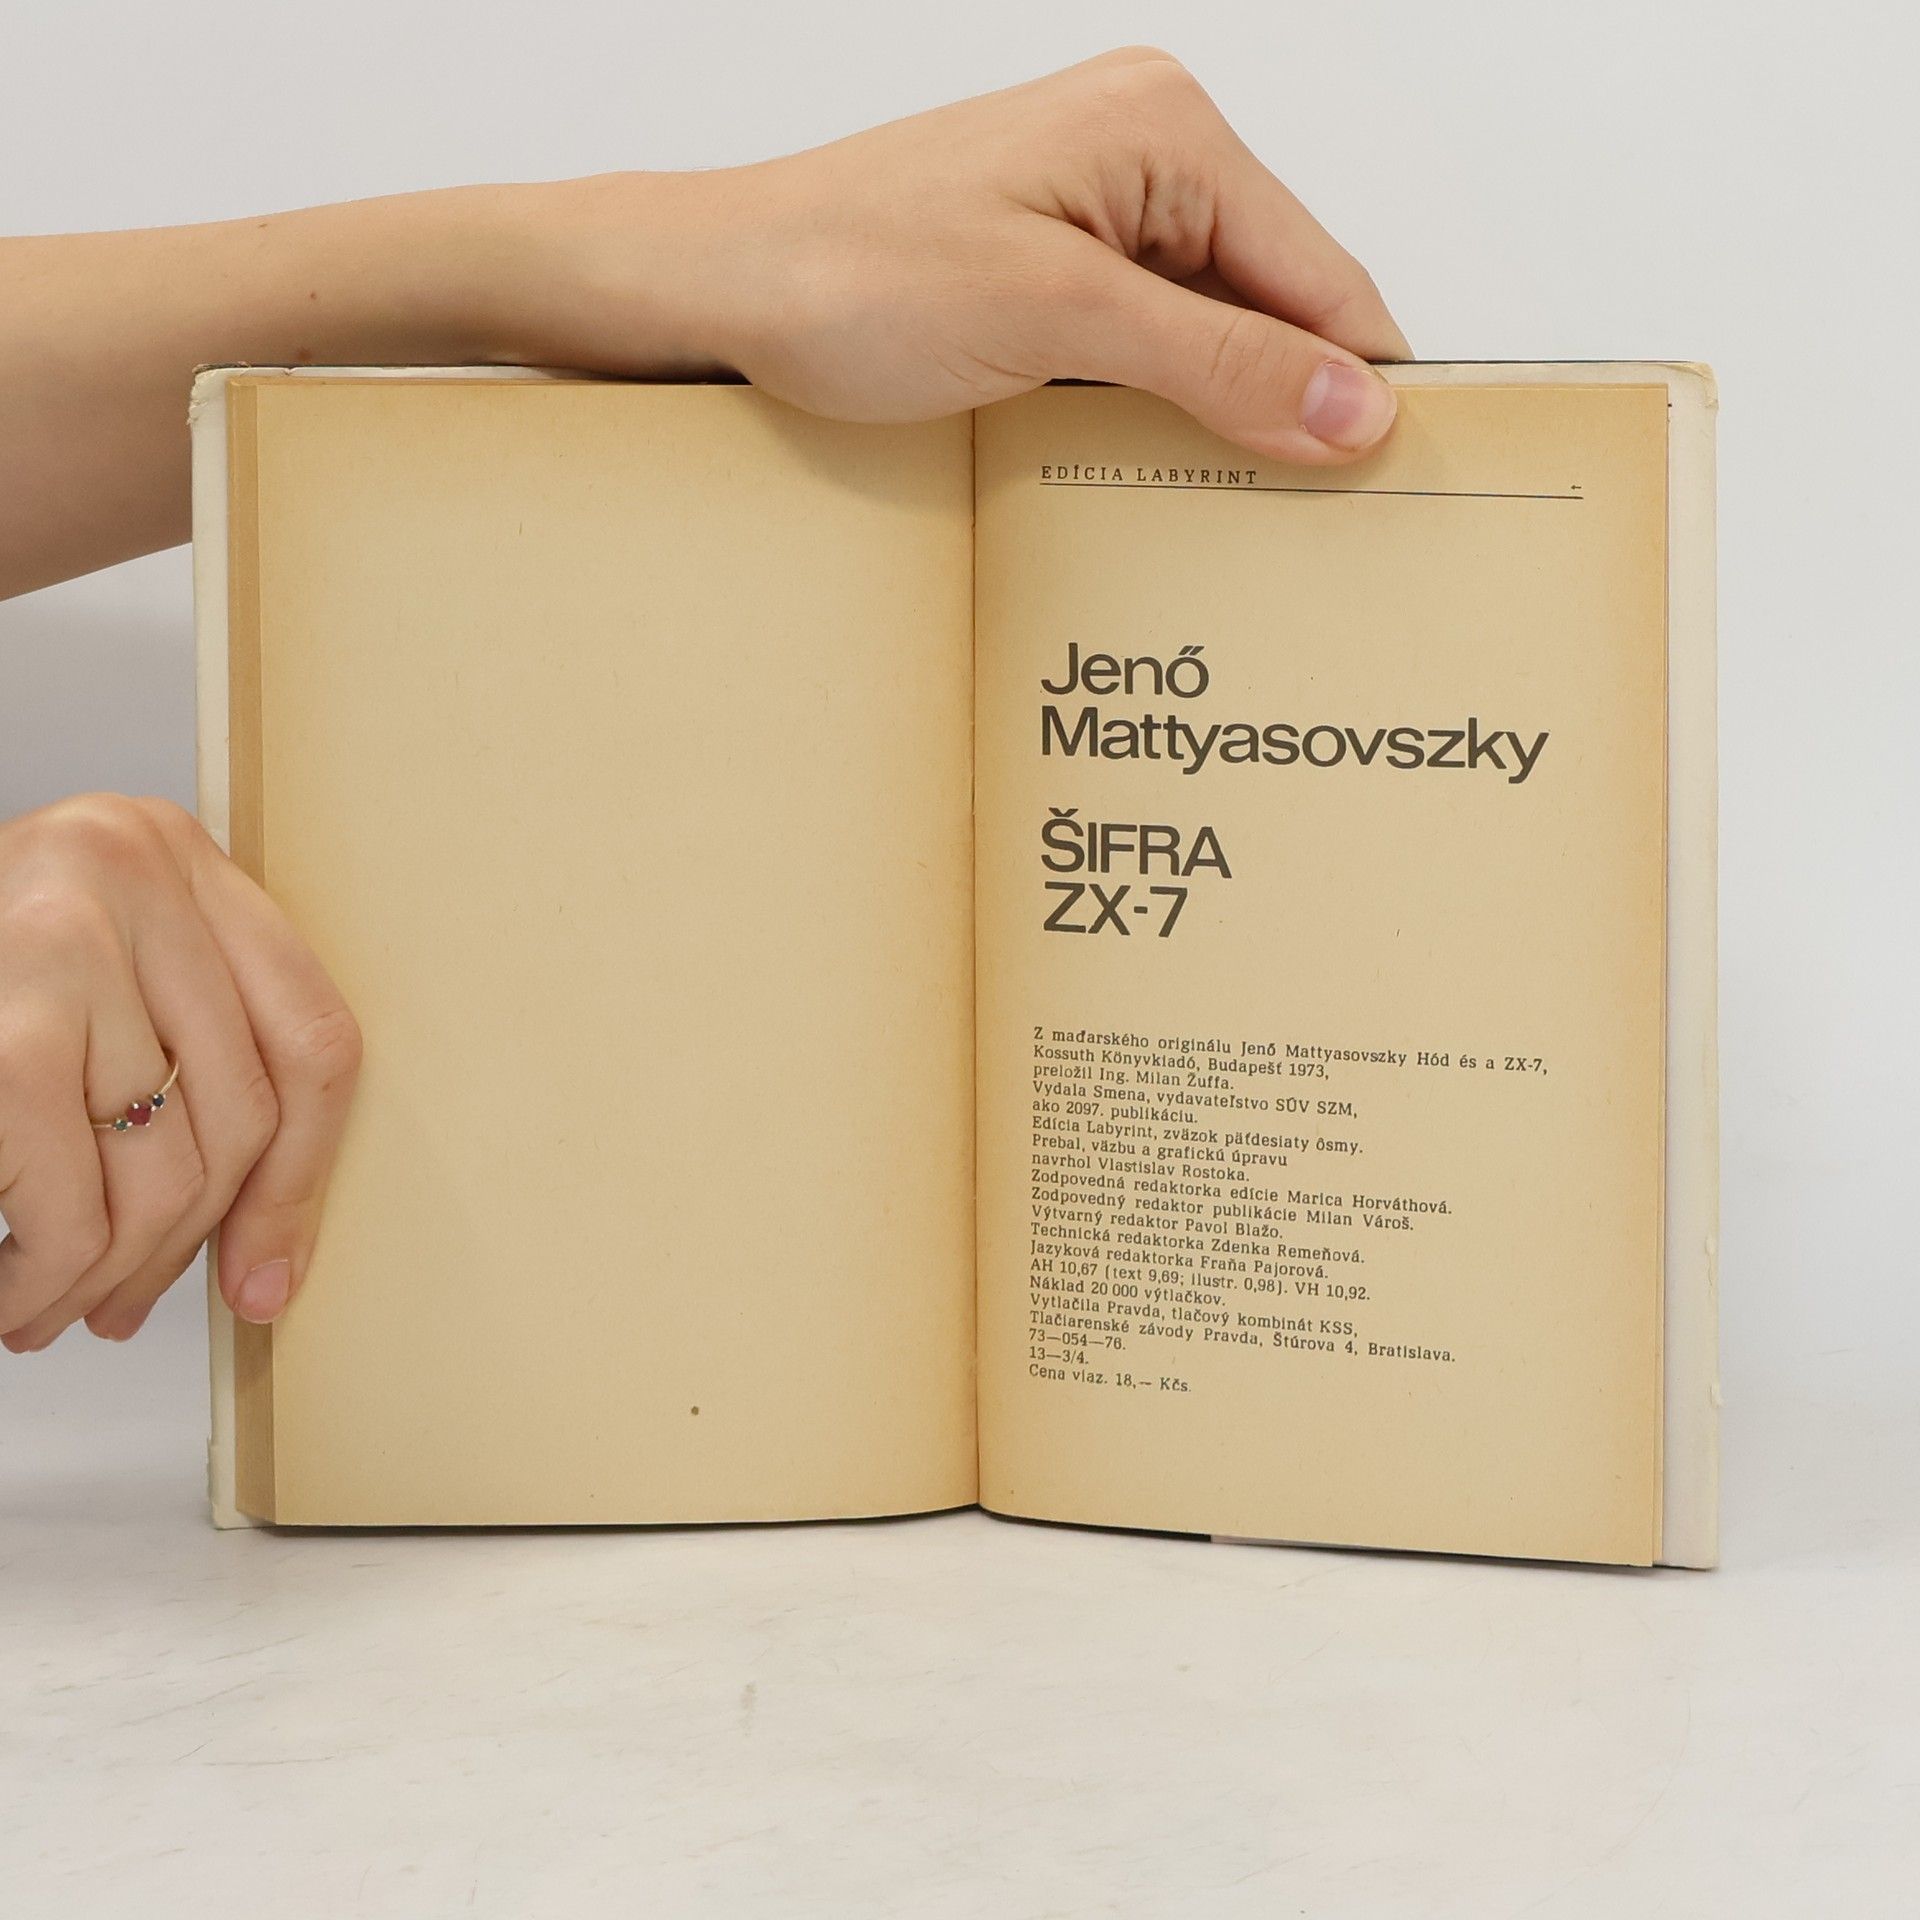 EDÍCIA LABYRINT
Jenő
Mattyasovszky
ŠIFRA
ZX-7
Z maďarského originálu Jenő Mattyasovszky Hód és a ZX-7,
Kossuth Könyvkiadó, Budapešť 1973,
preložil Ing. Milan Žuffa.
Vydala Smena, vydavateľstvo SÚV SZM,
ako 2097. publikáciu.
Edícia Labyrint, zväzok päťdesiaty ôsmy.
Prebal, väzbu a grafickú úpravu
navrhol Vlastislav Rostoka.
Zodpovedná redaktorka edície Marica Horváthová.
Zodpovedný redaktor publikácie Milan Városˇ.
Výtvarný redaktor Pavol Blažo.
Technická redaktorka Zdenka Remeňová.
Jazyková redaktorka Fraňa Pajorová.
AH 10,67 (text 9,69; ilustr. 0,98). VH 10,92.
Náklad 20 000 výtlačkov.
Vytlačila Pravda, tlačový kombinát KSS,
Tlačiarenské závody Pravda, Štúrova 4, Bratislava.
73—054—76.
13—3/4.
Cena viaz. 18,— Kčs.